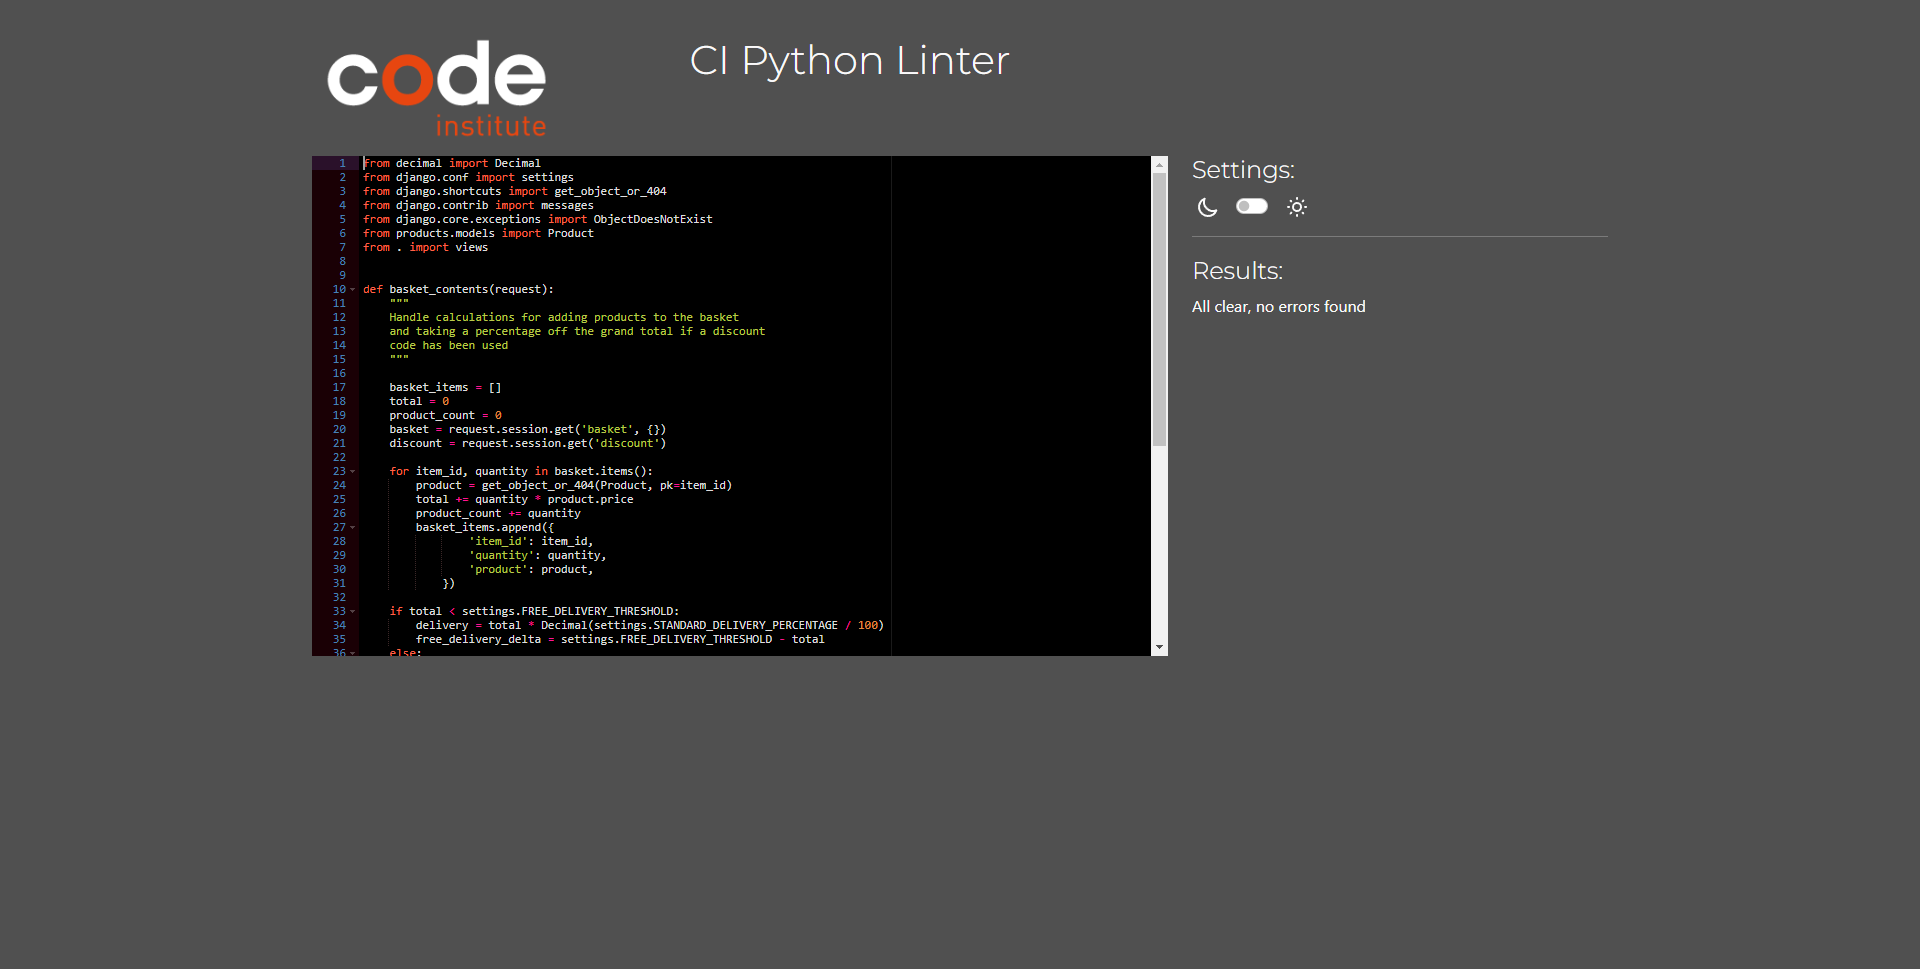 code
institute
CI Python Linter
1 from decimal import Decimal
2 from django.conf import settings
3 from django.shortcuts import get_object_or_404
4 from django.contrib import messages
5 from django.core.exceptions import ObjectDoesNotExist
6 from products.models import Product
7 from . import views
8
9
10 def basket_contents(request):
11     """
12     Handle calculations for adding products to the basket
13     and taking a percentage off the grand total if a discount
14     code has been used
15     """
16
17     basket_items = []
18     total = 0
19     product_count = 0
20     basket = request.session.get('basket', {})
21     discount = request.session.get('discount')
22
23     for item_id, quantity in basket.items():
24         product = get_object_or_404(Product, pk=item_id)
25         total += quantity * product.price
26         product_count += quantity
27         basket_items.append({
28                 'item_id': item_id,
29                 'quantity': quantity,
30                 'product': product,
31             })
32
33     if total < settings.FREE_DELIVERY_THRESHOLD:
34         delivery = total * Decimal(settings.STANDARD_DELIVERY_PERCENTAGE / 100)
35         free_delivery_delta = settings.FREE_DELIVERY_THRESHOLD - total
36     else:
Settings:
Results:
All clear, no errors found